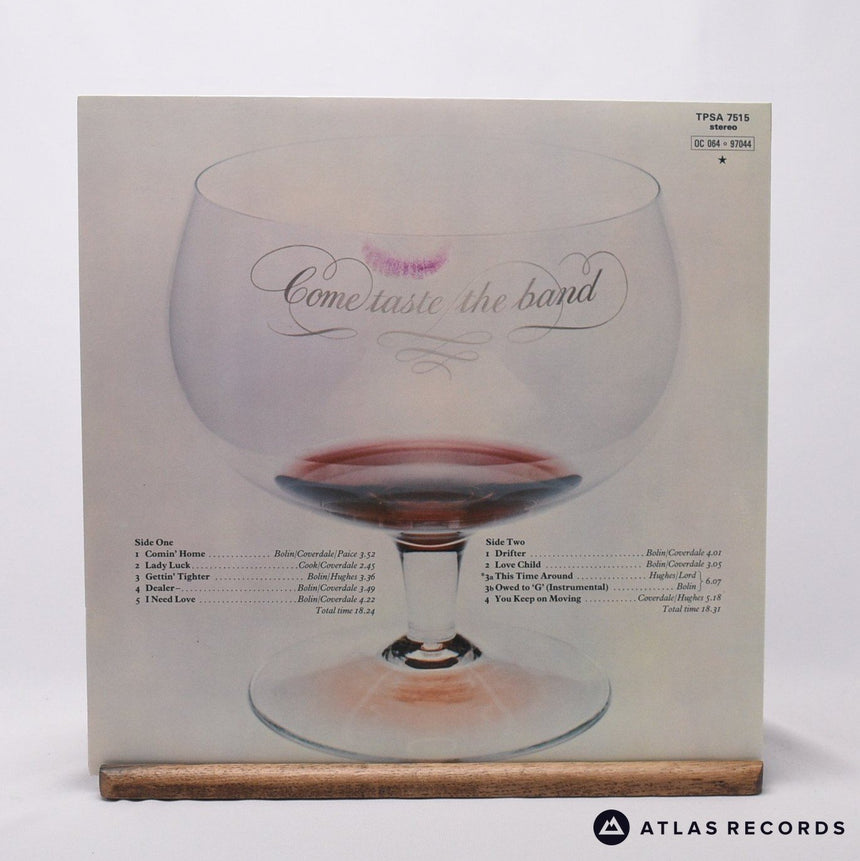 TPSA 7515
stereo
OC 064 ○ 97044
★
Come taste the band
Side One
1 Comin' Home .......... Bolin/Coverdale/Paice 3.52
2 Lady Luck .......... Cook/Coverdale 2.45
3 Gettin' Tighter .......... Bolin/Hughes 3.36
4 Dealer .......... Bolin/Coverdale 3.49
5 I Need Love .......... Bolin/Coverdale 4.22
Total time 18.24
Side Two
1 Drifter .......... Bolin/Coverdale 4.01
2 Love Child .......... Bolin/Coverdale 3.05
*3a This Time Around .......... Hughes/Lord } 6.07
3b Owed to 'G' (Instrumental) .......... Bolin
4 You Keep on Moving .......... Coverdale/Hughes 5.18
Total time 18.31
ATLAS RECORDS